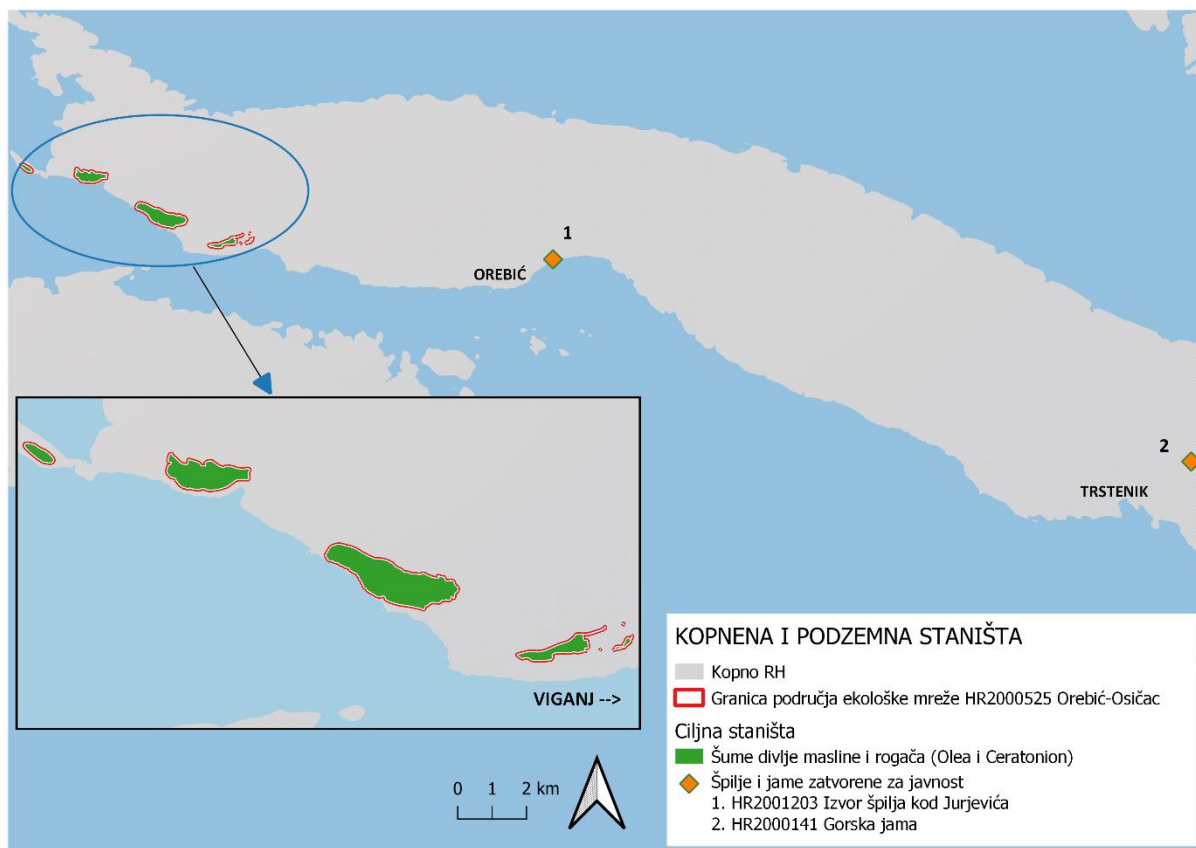 1
OREBIĆ
2
TRSTENIK
VIGANJ -->
0 1 2 km
KOPNENA I PODZEMNA STANIŠTA
Kopno RH
Granica područja ekološke mreže HR2000525 Orebić-Osičac
Ciljna staništa
Šume divlje masline i rogača (Olea i Ceratonion)
Špilje i jame zatvorene za javnost
1. HR2001203 Izvor špilja kod Jurjevića
2. HR2000141 Gorska jama